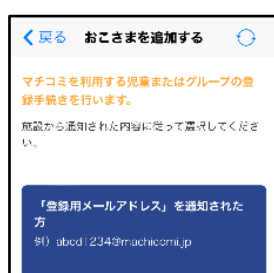 戻る おこさまを追加する
マチコミを利用する児童またはグループの登
録手続きを行います。
施設から通知された内容に従って選択してくださ
い。
「登録用メールアドレス」を通知された
方
例）abcd1234@machicomi.jp